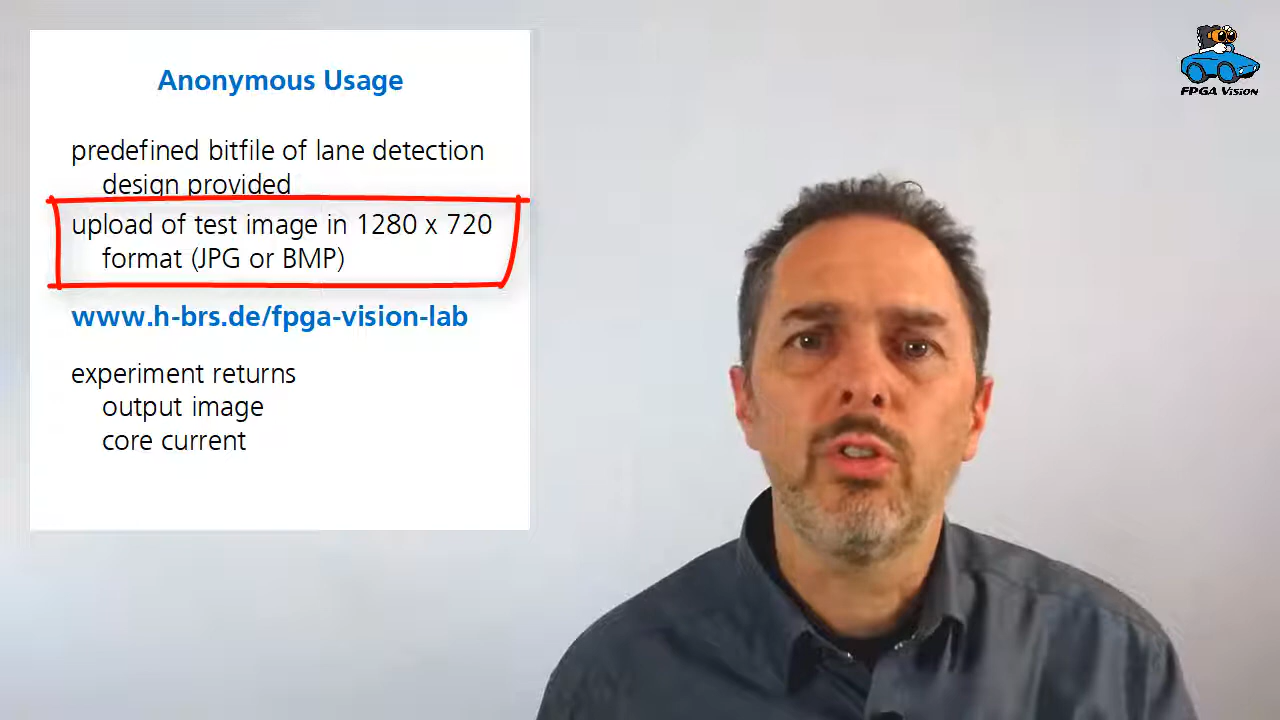 Anonymous Usage
predefined bitfile of lane detection
design provided
upload of test image in 1280 x 720
format (JPG or BMP)
www.h-brs.de/fpga-vision-lab
experiment returns
output image
core current
FPGA Vision